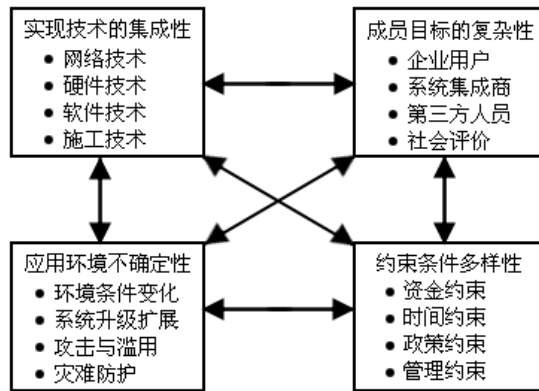 实现技术的集成性
• 网络技术
• 硬件技术
• 软件技术
• 施工技术
成员目标的复杂性
• 企业用户
• 系统集成商
• 第三方人员
• 社会评价
应用环境不确定性
• 环境条件变化
• 系统升级扩展
• 攻击与滥用
• 灾难防护
约束条件多样性
• 资金约束
• 时间约束
• 政策约束
• 管理约束